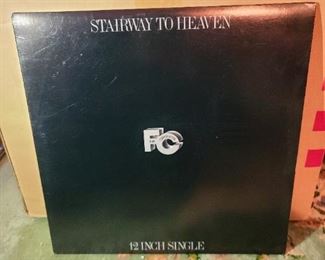 STAIRWAY TO HEAVEN
FC
12 INCH SINGLE